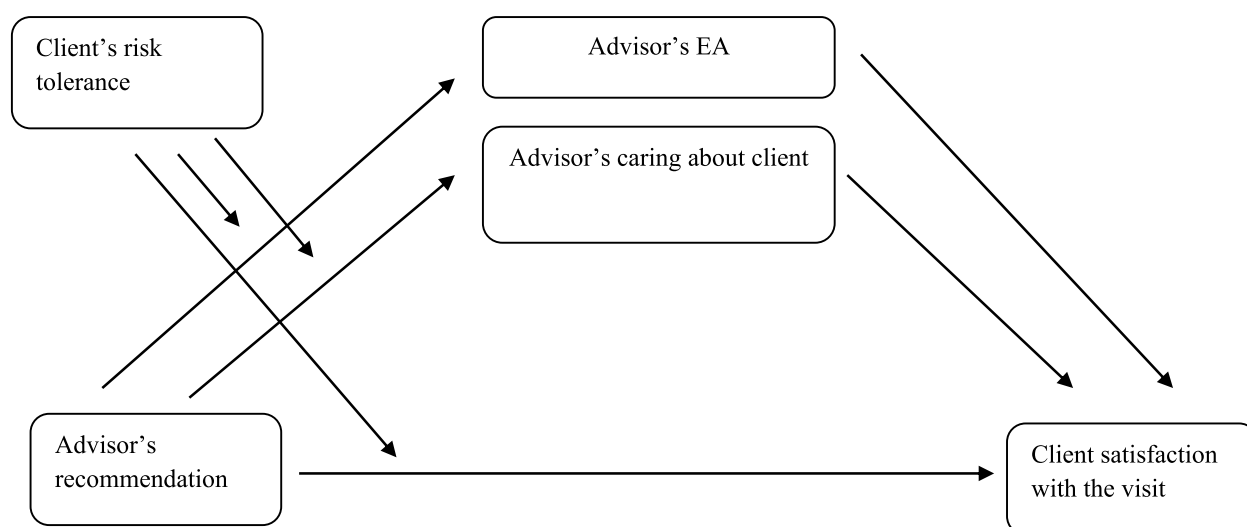 Client’s risk
tolerance
Advisor’s EA
Advisor’s caring about client
Advisor’s
recommendation
Client satisfaction
with the visit